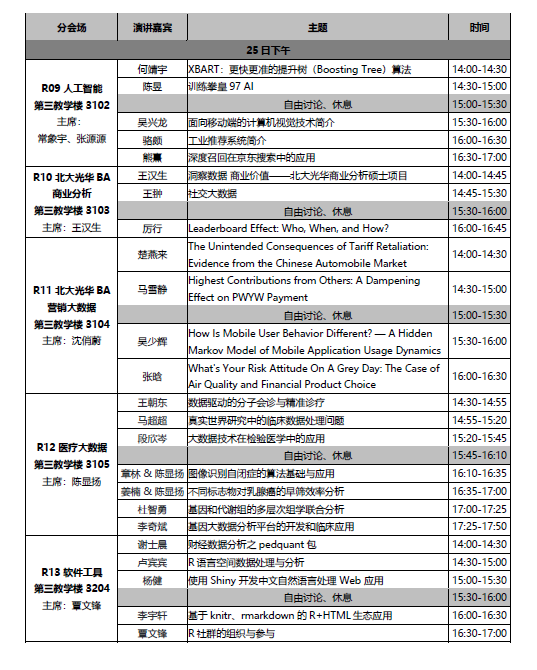 分会场 演讲嘉宾 主题 时间
25日下午
R09 人工智能
第三教学楼 3102
主席：
常象宇、张源源
何靖宇 XBART：更快更准的提升树（Boosting Tree）算法 14:00-14:30
陈昱 训练拳皇 97 AI 14:30-15:00
自由讨论、休息 15:00-15:30
吴兴龙 面向移动端的计算机视觉技术简介 15:30-16:00
骆颇 工业推荐系统简介 16:00-16:30
熊熹 深度召回在京东搜索中的应用 16:30-17:00
R10 北大光华 BA
商业分析
第三教学楼 3103
主席：王汉生
王汉生 洞察数据 商业价值——北大光华商业分析硕士项目 14:00-14:45
王翀 社交大数据 14:45-15:30
自由讨论、休息 15:30-16:00
厉行 Leaderboard Effect: Who, When, and How? 16:00-16:45
R11 北大光华 BA
营销大数据
第三教学楼 3104
主席：沈俏蔚
楚燕来 The Unintended Consequences of Tariff Retaliation:
Evidence from the Chinese Automobile Market 14:00-14:30
马雪静 Highest Contributions from Others: A Dampening
Effect on PWYW Payment 14:30-15:00
自由讨论、休息 15:00-15:30
吴少辉 How Is Mobile User Behavior Different? — A Hidden
Markov Model of Mobile Application Usage Dynamics 15:30-16:00
张晗 What's Your Risk Attitude On A Grey Day: The Case of
Air Quality and Financial Product Choice 16:00-16:30
R12 医疗大数据
第三教学楼 3105
主席：陈显扬
王朝东 数据驱动的分子会诊与精准诊疗 14:30-14:55
马超超 真实世界研究中的临床数据处理问题 14:55-15:20
段欣岑 大数据技术在检验医学中的应用 15:20-15:45
自由讨论、休息 15:45-16:10
章林 & 陈显扬 图像识别自闭症的算法基础与应用 16:10-16:35
姜楠 & 陈显扬 不同标志物对乳腺癌的早筛效率分析 16:35-17:00
杜智勇 基因和代谢组的多层次组学联合分析 17:00-17:25
李奇斌 基因大数据分析平台的开发和临床应用 17:25-17:50
R13 软件工具
第三教学楼 3204
主席：覃文锋
谢士晨 财经数据分析之 pedquant 包 14:00-14:30
卢宾宾 R 语言空间数据处理与分析 14:30-15:00
杨健 使用 Shiny 开发中文自然语言处理 Web 应用 15:00-15:30
自由讨论、休息 15:30-16:00
李宇轩 基于 knitr、rmarkdown 的 R+HTML 生态应用 16:00-16:30
覃文锋 R 社群的组织与参与 16:30-17:00